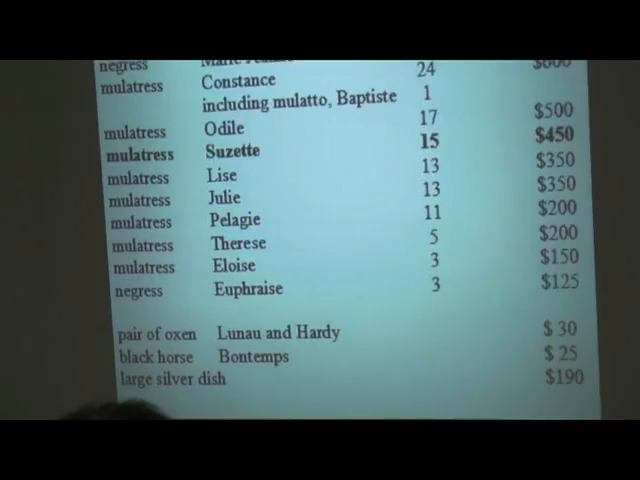 negress Marie $600
mulatress Constance 24
including mulatto, Baptiste 1
mulatress Odile 17 $500
mulatress Suzette 15 $450
mulatress Lise 13 $350
mulatress Julie 13 $350
mulatress Pelagie 11 $200
mulatress Therese 5 $200
mulatress Eloise 3 $150
negress Euphraise 3 $125
pair of oxen Lunau and Hardy $ 30
black horse Bontemps $ 25
large silver dish $190